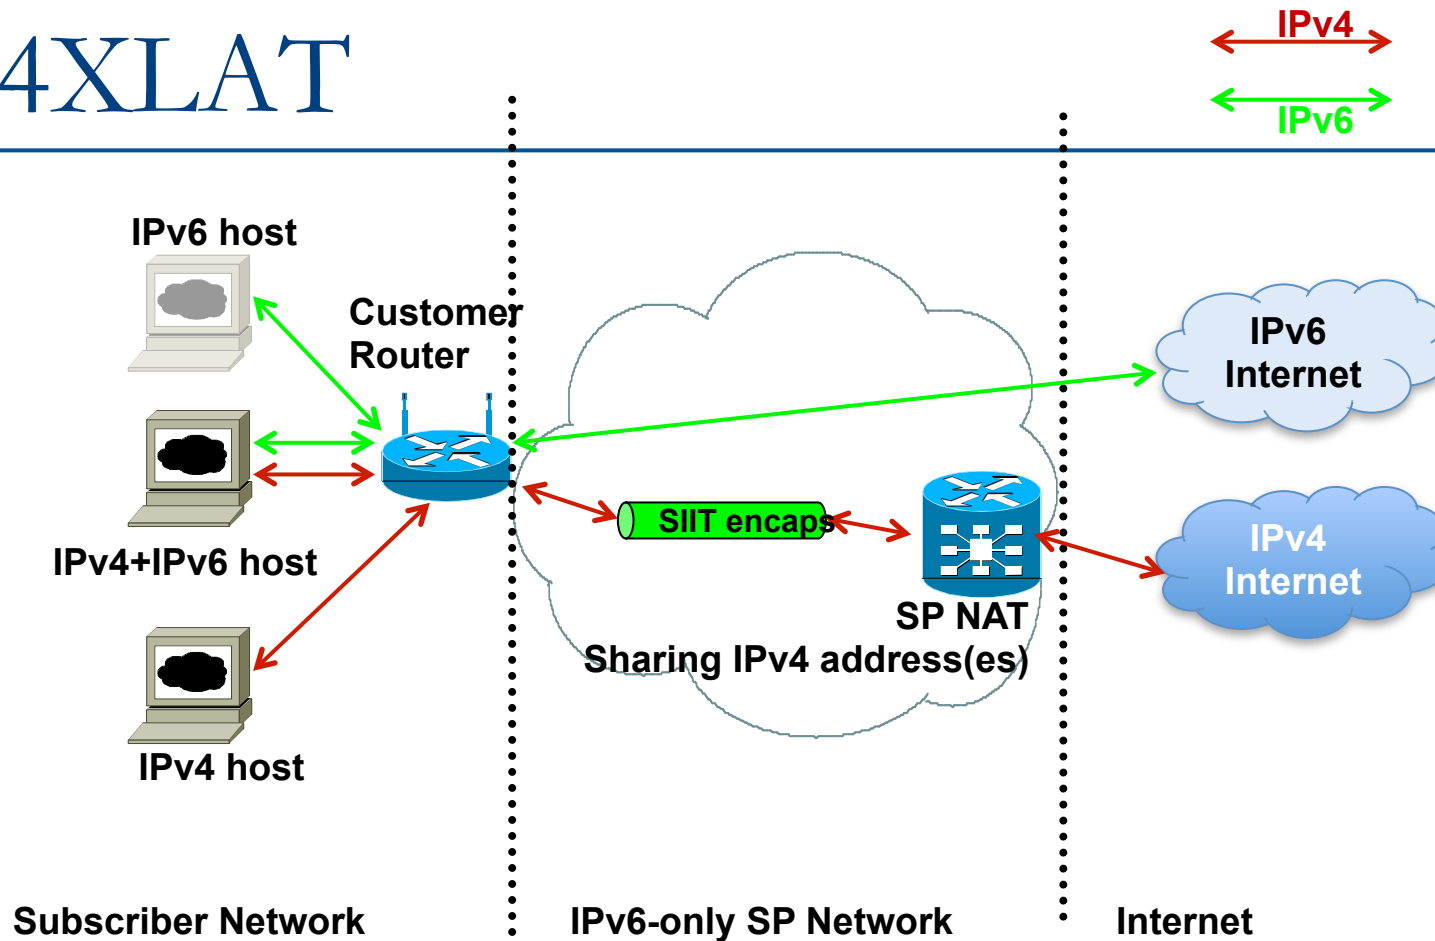 4XLAT
IPv4
IPv6
IPv6 host
Customer
Router
IPv4+IPv6 host
IPv4 host
SIIT encaps
SP NAT
Sharing IPv4 address(es)
IPv6
Internet
IPv4
Internet
Subscriber Network
IPv6-only SP Network
Internet